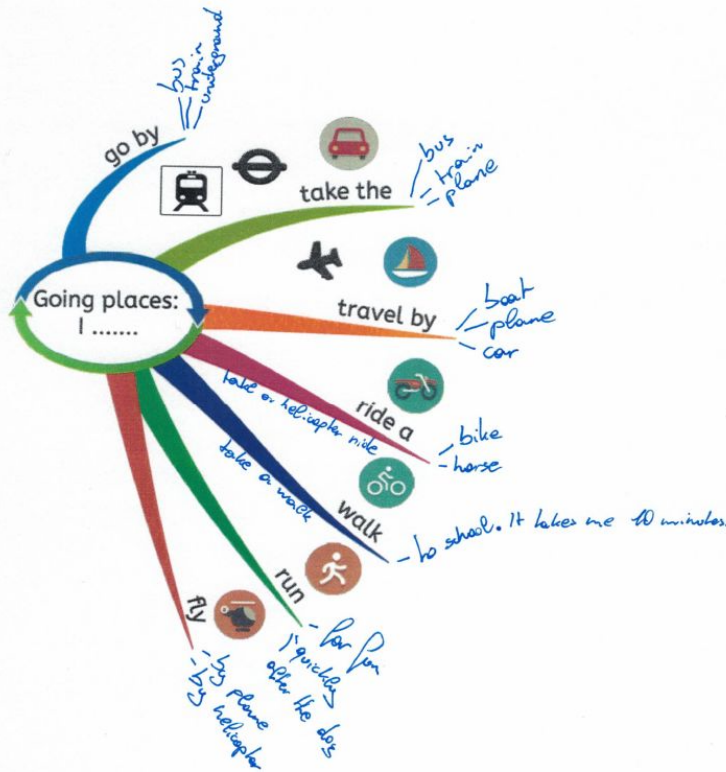 go by
bus
train
underground
take the
bus
train
plane
Going places:
I .......
travel by
boat
plane
car
take a helicopter ride
ride a
bike
horse
take a walk
walk
- to school. It takes me 10 minutes.
run
- for fun
quickly
after the dog
fly
- by plane
- by helicopter